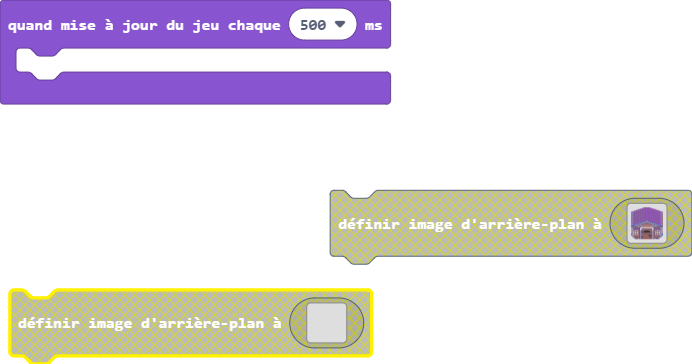 quand mise à jour du jeu chaque 500 ms
définir image d'arrière-plan à
définir image d'arrière-plan à